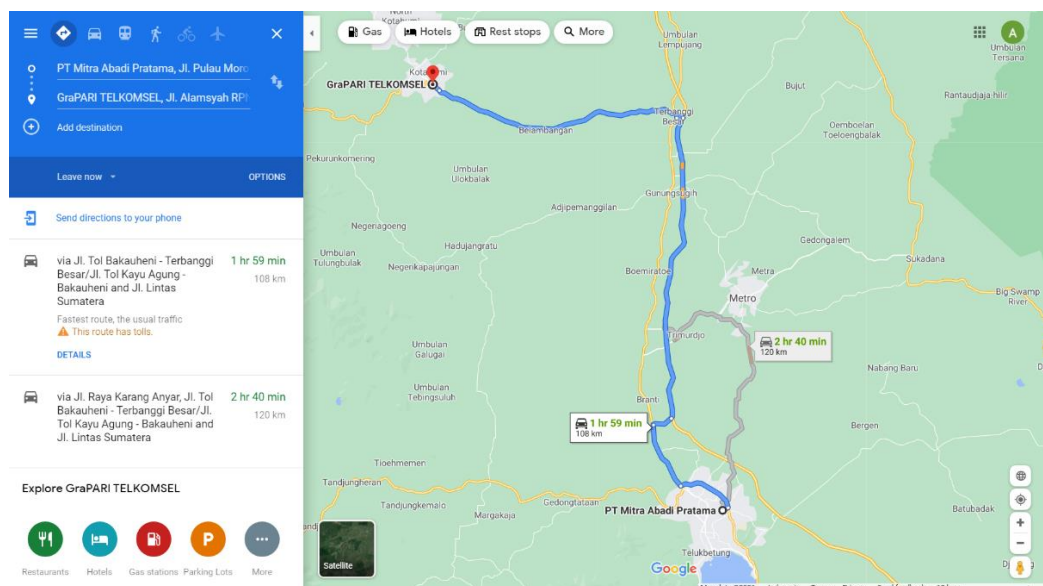 PT Mitra Abadi Pratama, Jl. Pulau Moro
GraPARI TELKOMSEL, Jl. Alamsyah RP
Add destination
Leave now
OPTIONS
Send directions to your phone
via Jl. Tol Bakauheni - Terbanggi
Besar/Jl. Tol Kayu Agung -
Bakauheni and Jl. Lintas
Sumatera
1 hr 59 min
108 km
Fastest route, the usual traffic
This route has tolls.
DETAILS
via Jl. Raya Karang Anyar, Jl. Tol
Bakauheni - Terbanggi Besar/Jl.
Tol Kayu Agung - Bakauheni and
Jl. Lintas Sumatera
2 hr 40 min
120 km
Explore GraPARI TELKOMSEL
P
Restaurants
Hotels
Gas stations
Parking Lots
More
Gas
Hotels
Rest stops
More
A
North
Umbulan
Lempujang
Umbulan
Tersana
GraPARI TELKOMSEL
Bujut
Rantaudjaja-hilir
Terbanggi
Besar
Belambangan
Oemboelan
Toeloengbalak
Pekurunkomering
Umbulan
Ulokbalak
Gunungsugih
Adjipemanggilan
Negenagoeng
Hadujangratu
Gedongalem
Umbulan
Tulungbulak
Negerikapajungan
Boemiratoe
Metra
Sukadana
Metro
Big Swamp
River
Trimurdjo
2 hr 40 min
120 km
Umbulan
Galugai
Nabang Baru
Umbulan
Tebingsuluh
Branti
1 hr 59 min
108 km
Bergen
Tioehmemen
Tandjungheran
Tandjungkemalo
Margakaja
Gedongtataan
PT Mitra Abadi Pratama
Batubadak
Telukbetung
Satellite
Google